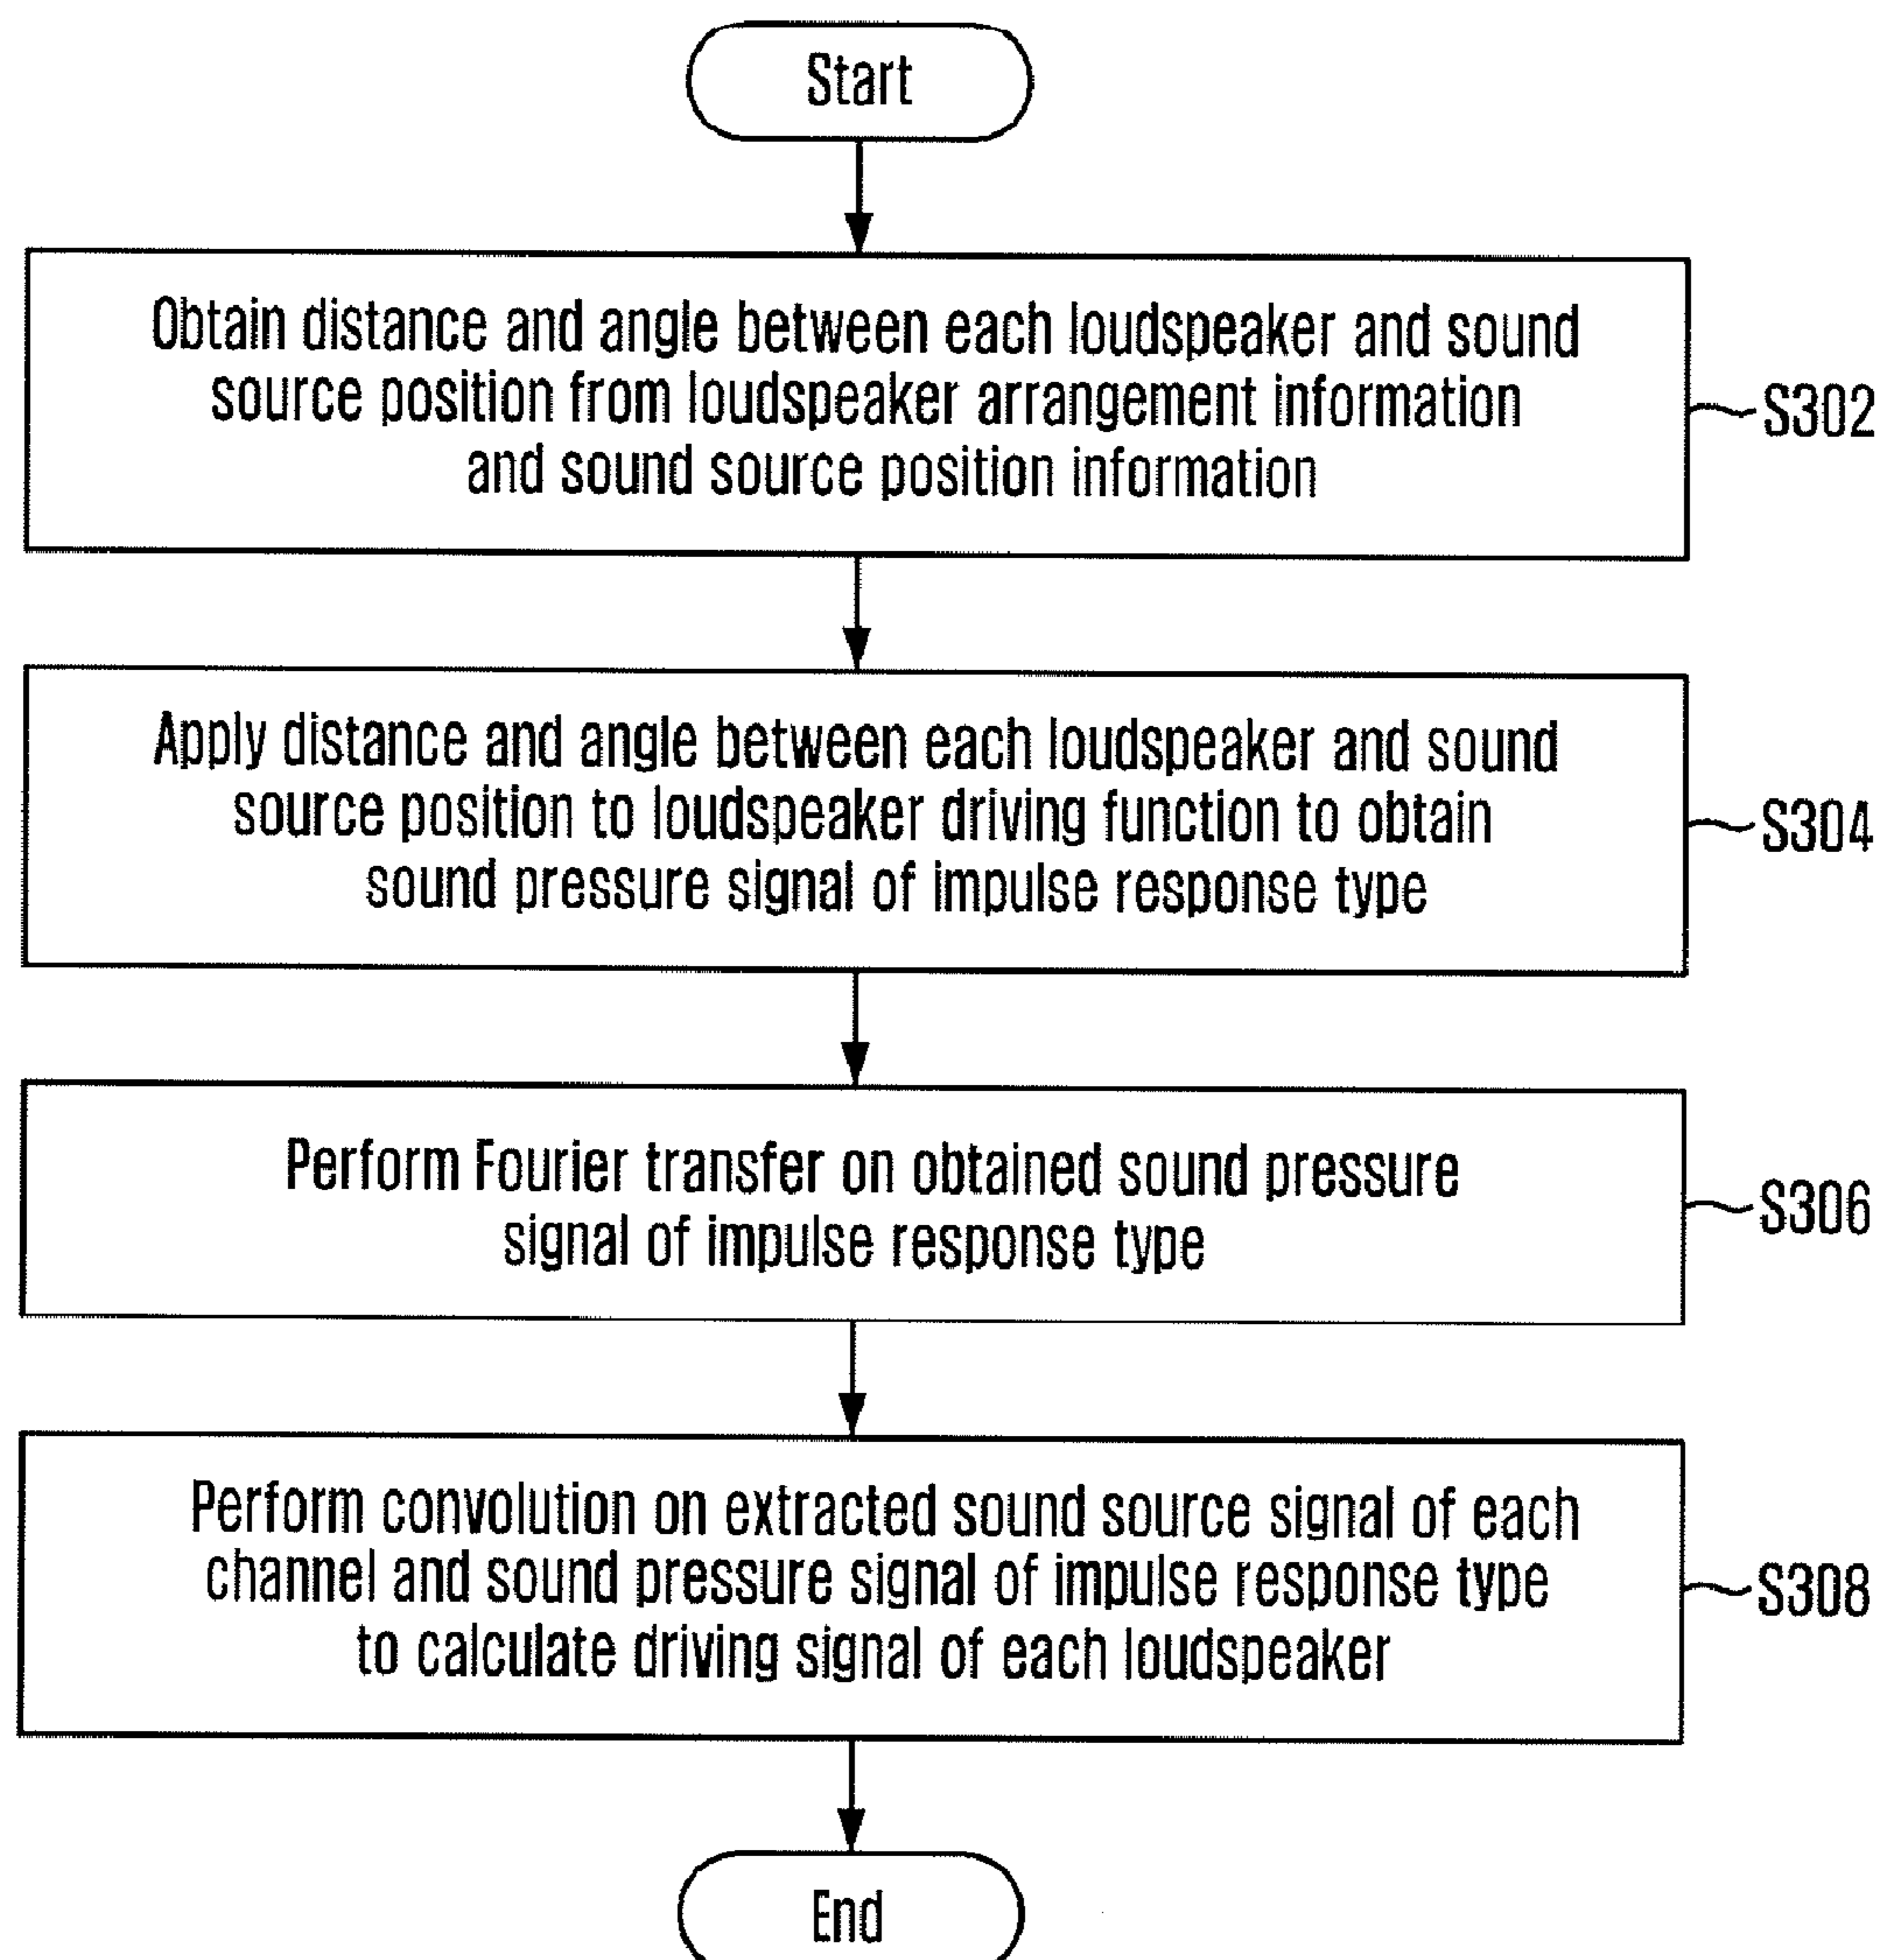 Start
Obtain distance and angle between each loudspeaker and sound
source position from loudspeaker arrangement information
and sound source position information
S302
Apply distance and angle between each loudspeaker and sound
source position to loudspeaker driving function to obtain
sound pressure signal of impulse response type
S304
Perform Fourier transfer on obtained sound pressure
signal of impulse response type
S306
Perform convolution on extracted sound source signal of each
channel and sound pressure signal of impulse response type
to calculate driving signal of each loudspeaker
S308
End